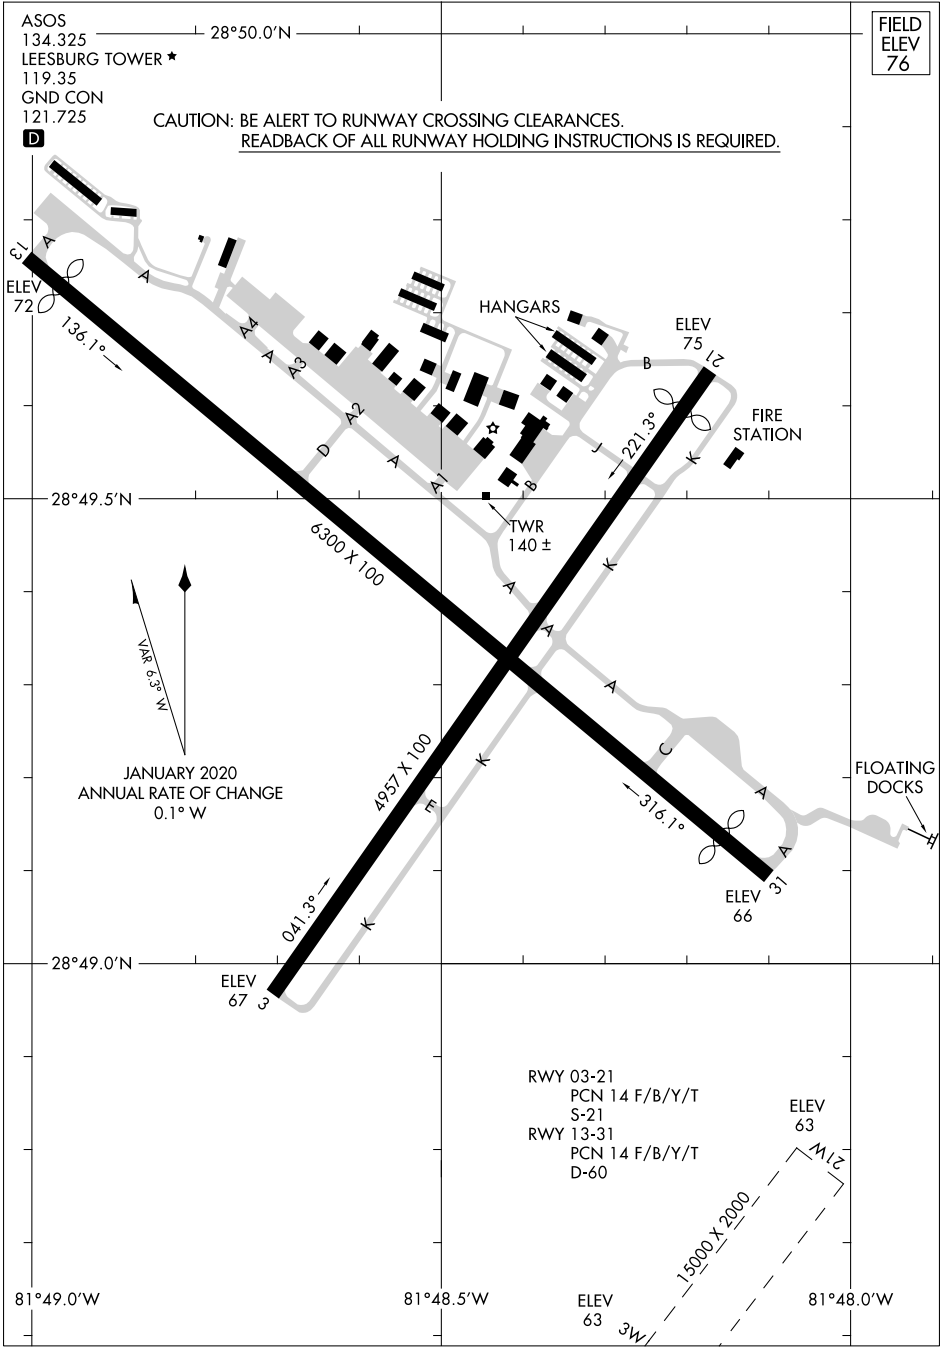 ASOS
134.325
LEESBURG TOWER ★
119.35
GND CON
121.725
D
28°50.0'N
FIELD
ELEV
76
CAUTION: BE ALERT TO RUNWAY CROSSING CLEARANCES.
READBACK OF ALL RUNWAY HOLDING INSTRUCTIONS IS REQUIRED.
13
A
ELEV
72
136.1°
A
A4
A
A3
A2
D
A
A1
HANGARS
ELEV
75
21
B
221.3°
FIRE
STATION
J
K
B
28°49.5'N
TWR
140 ±
6300 X 100
K
A
A
A
VAR 6.3° W
JANUARY 2020
ANNUAL RATE OF CHANGE
0.1° W
4957 X 100
K
E
C
A
316.1°
FLOATING
DOCKS
A
31
ELEV
66
041.3°
K
28°49.0'N
ELEV
67
3
RWY 03-21
PCN 14 F/B/Y/T
S-21
RWY 13-31
PCN 14 F/B/Y/T
D-60
ELEV
63
21W
15000 X 2000
ELEV
63
3W
81°49.0'W
81°48.5'W
81°48.0'W